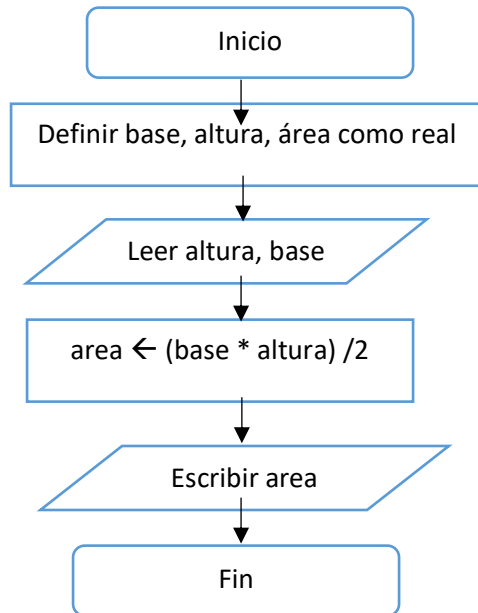 Inicio
Definir base, altura, área como real
Leer altura, base
area ← (base * altura) /2
Escribir area
Fin